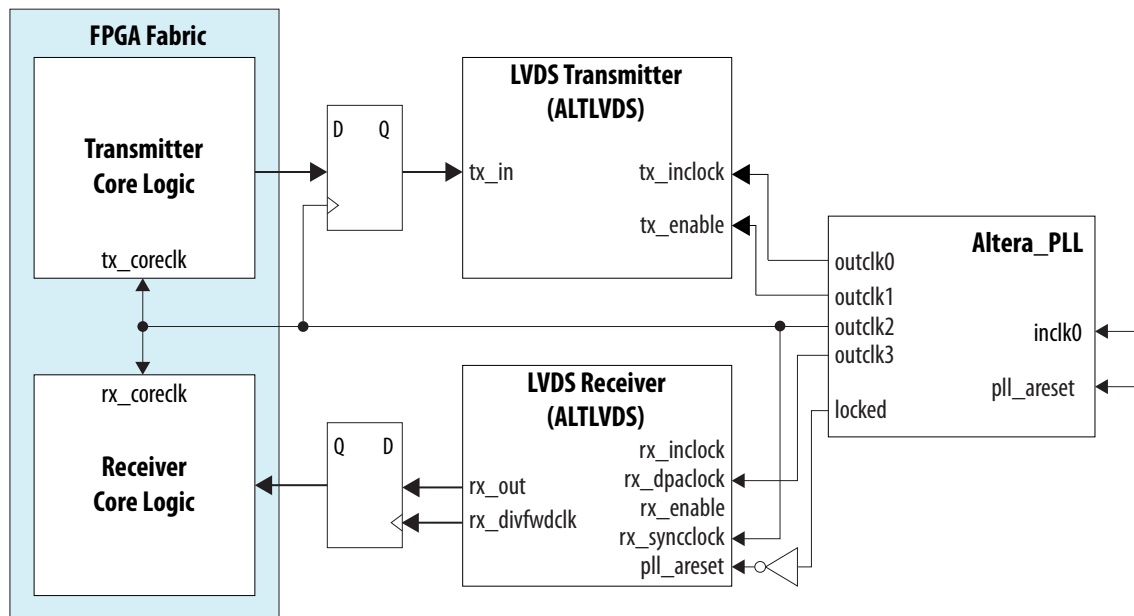 FPGA Fabric
Transmitter
Core Logic
tx_coreclk
D Q
LVDS Transmitter
(ALTLVDS)
tx_in
tx_inclock
tx_enable
Altera_PLL
outclk0
outclk1
outclk2
outclk3
locked
inclk0
pll_areset
rx_coreclk
Receiver
Core Logic
Q D
LVDS Receiver
(ALTLVDS)
rx_inclock
rx_out
rx_dpaclock
rx_enable
rx_divfwdclk
rx_syncclock
pll_areset